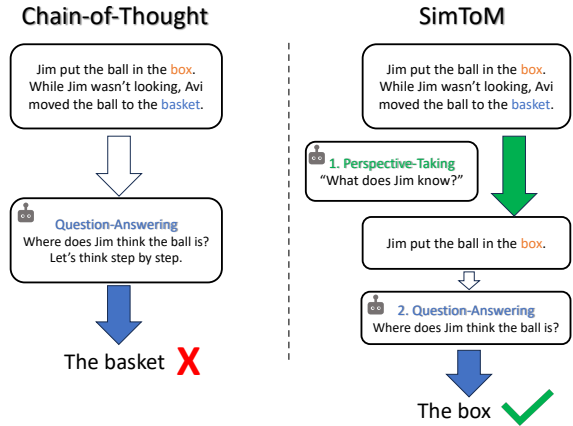 Chain-of-Thought
Jim put the ball in the box.
While Jim wasn't looking, Avi
moved the ball to the basket.
Question-Answering
Where does Jim think the ball is?
Let's think step by step.
The basket X
SimToM
Jim put the ball in the box.
While Jim wasn't looking, Avi
moved the ball to the basket.
1. Perspective-Taking
“What does Jim know?”
Jim put the ball in the box.
2. Question-Answering
Where does Jim think the ball is?
The box